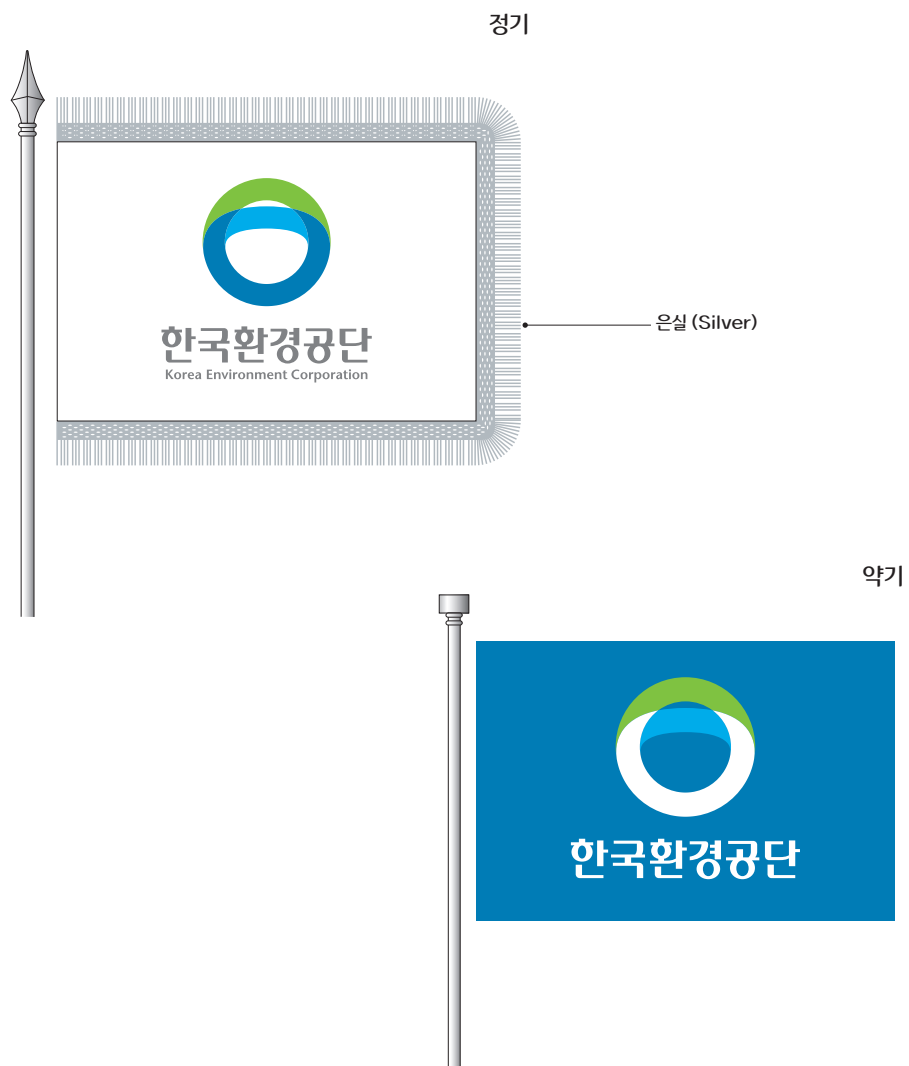 정기
한국환경공단
Korea Environment Corporation
은실 (Silver)
약기
한국환경공단